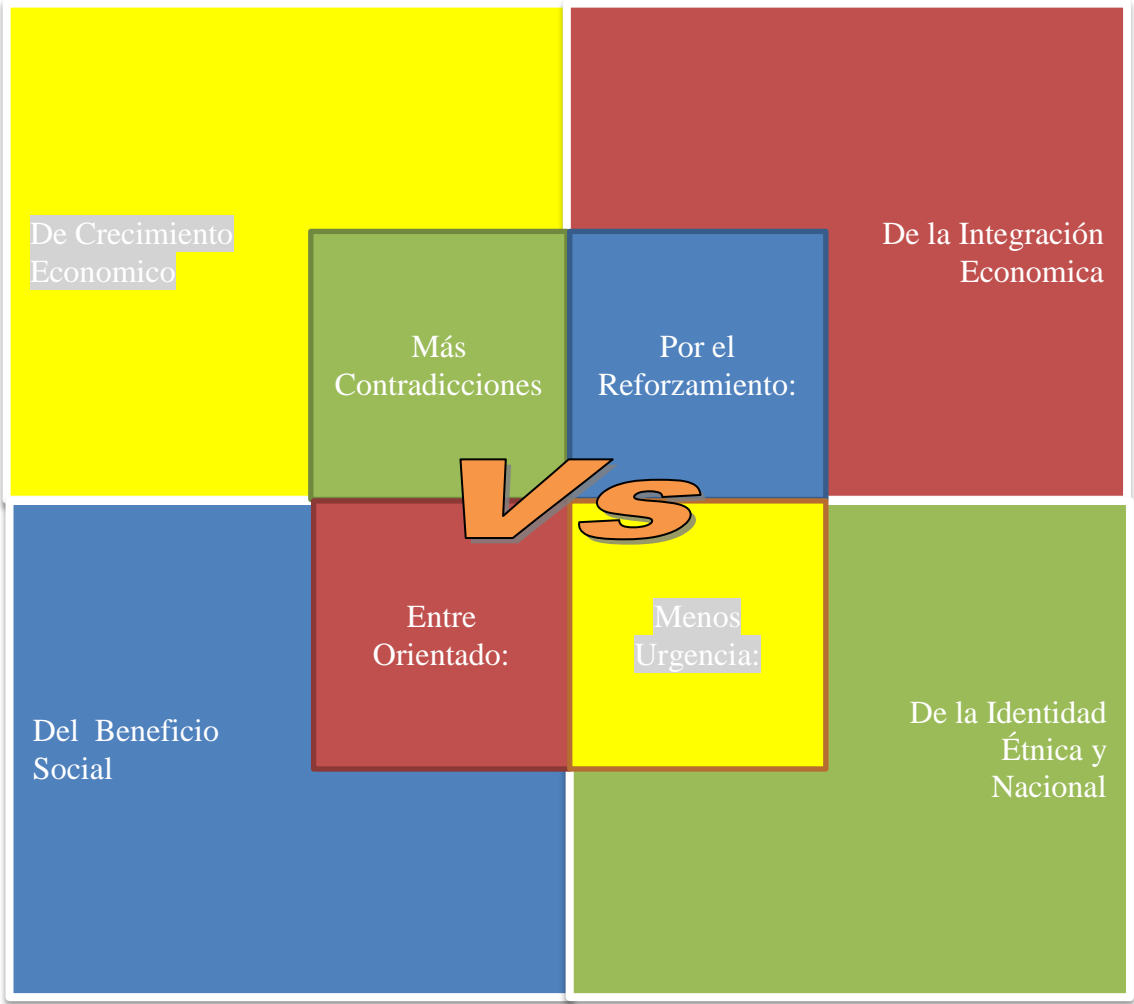 De Crecimiento
Economico
De la Integración
Economica
Más
Contradicciones
Por el
Reforzamiento:
Vs
Entre
Orientado:
Menos
Urgencia:
Del  Beneficio
Social
De la Identidad
Étnica y
Nacional